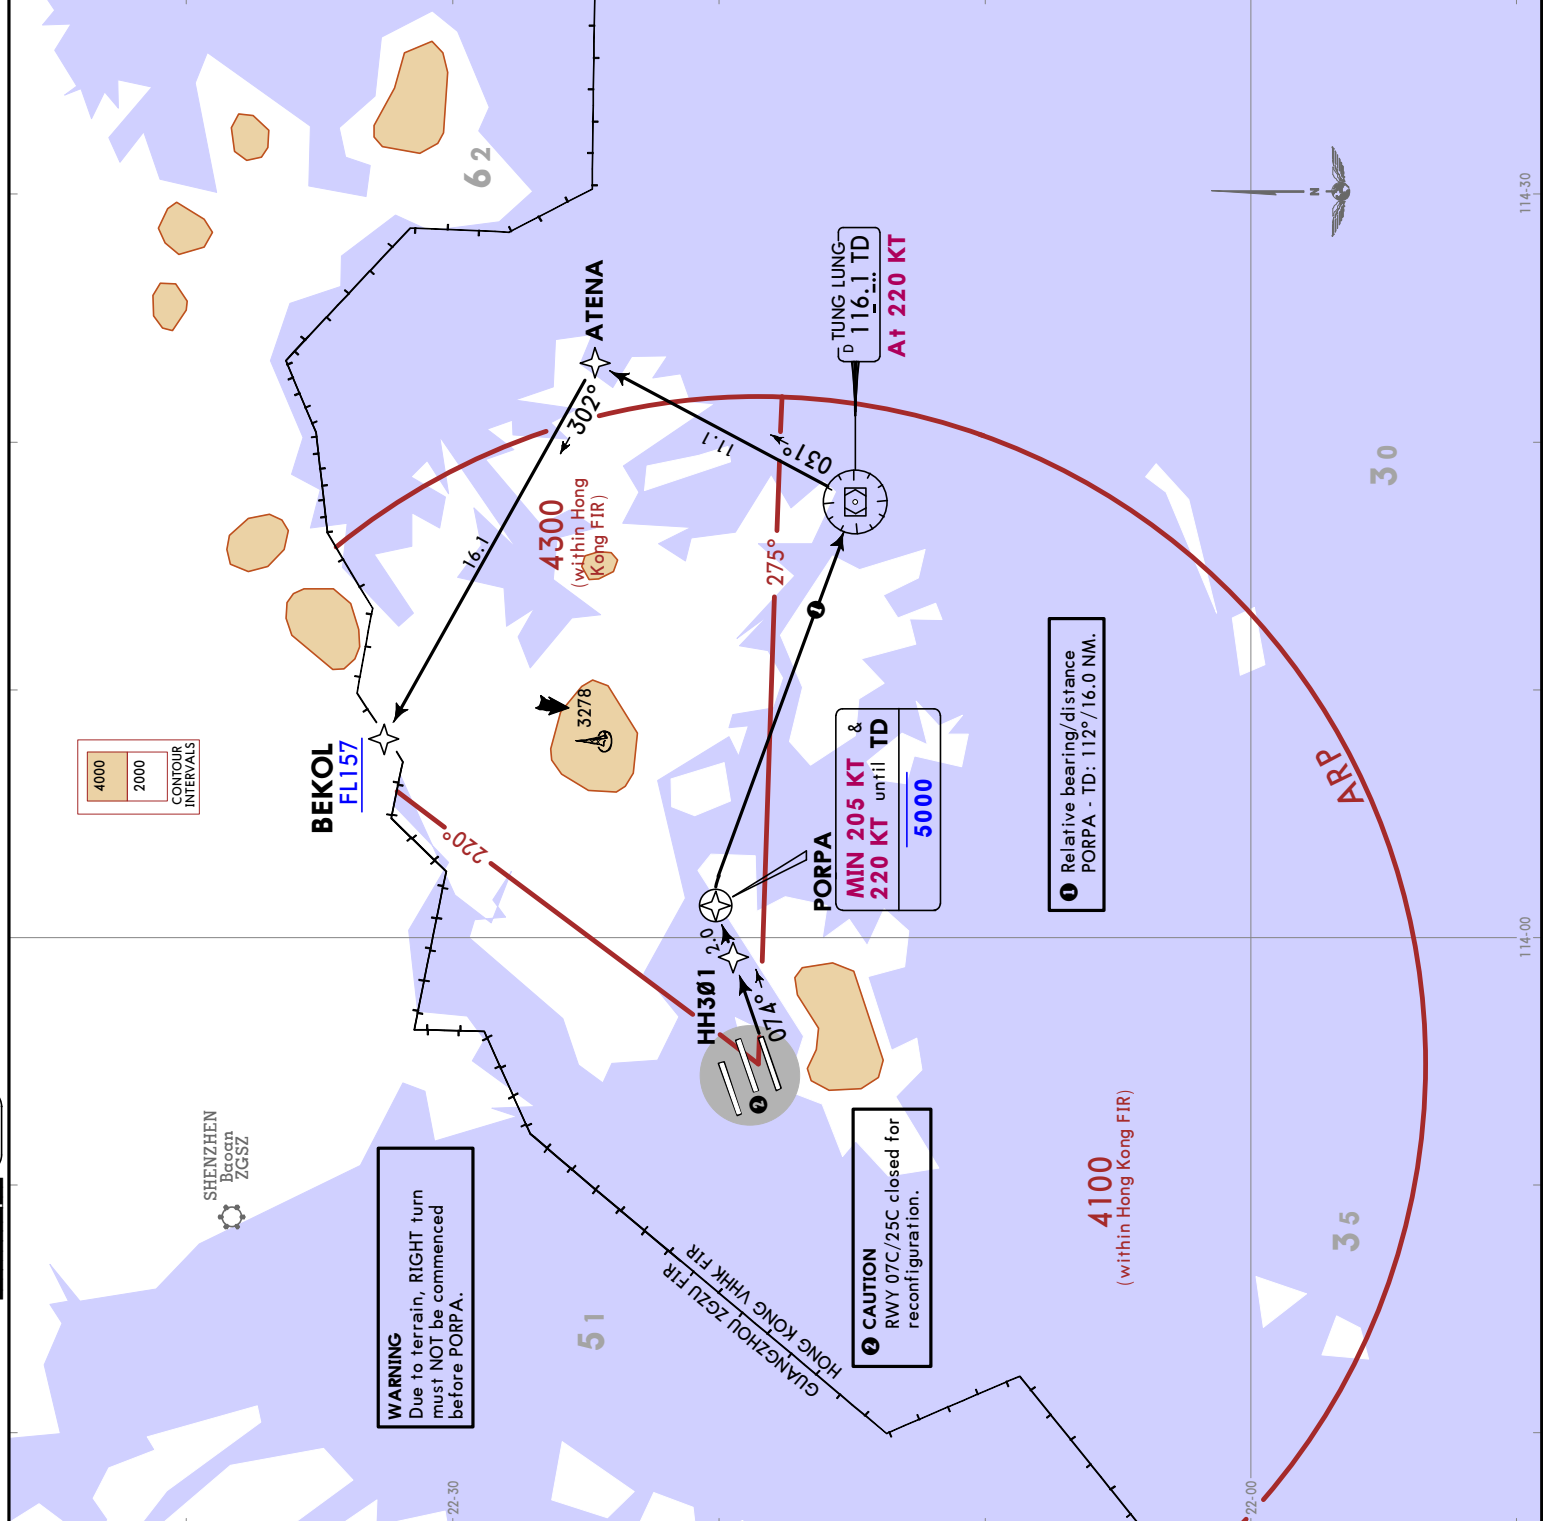 62
114-30
N
ATENA
D TUNG LUNG
116.1 TD
At 220 KT
302°
11.1
031°
30
16.1
4300
(within Hong
Kong FIR)
275°
4000
2000
CONTOUR
INTERVALS
BEKOL
FL157
3278
1
MIN 205 KT &
220 KT until TD
5000
PORPA
1 Relative bearing/distance
PORPA - TD: 112°/16.0 NM.
ARP
220°
2.0
HH3Ø1
074°
114-00
2
SHENZHEN
Baoan
ZGSZ
WARNING
Due to terrain, RIGHT turn
must NOT be commenced
before PORPA.
2 CAUTION
RWY 07C/25C closed for
reconfiguration.
4100
(within Hong Kong FIR)
35
51
GUANGZHOU ZGZU FIR
HONG KONG VHHK FIR
22-30
22-00